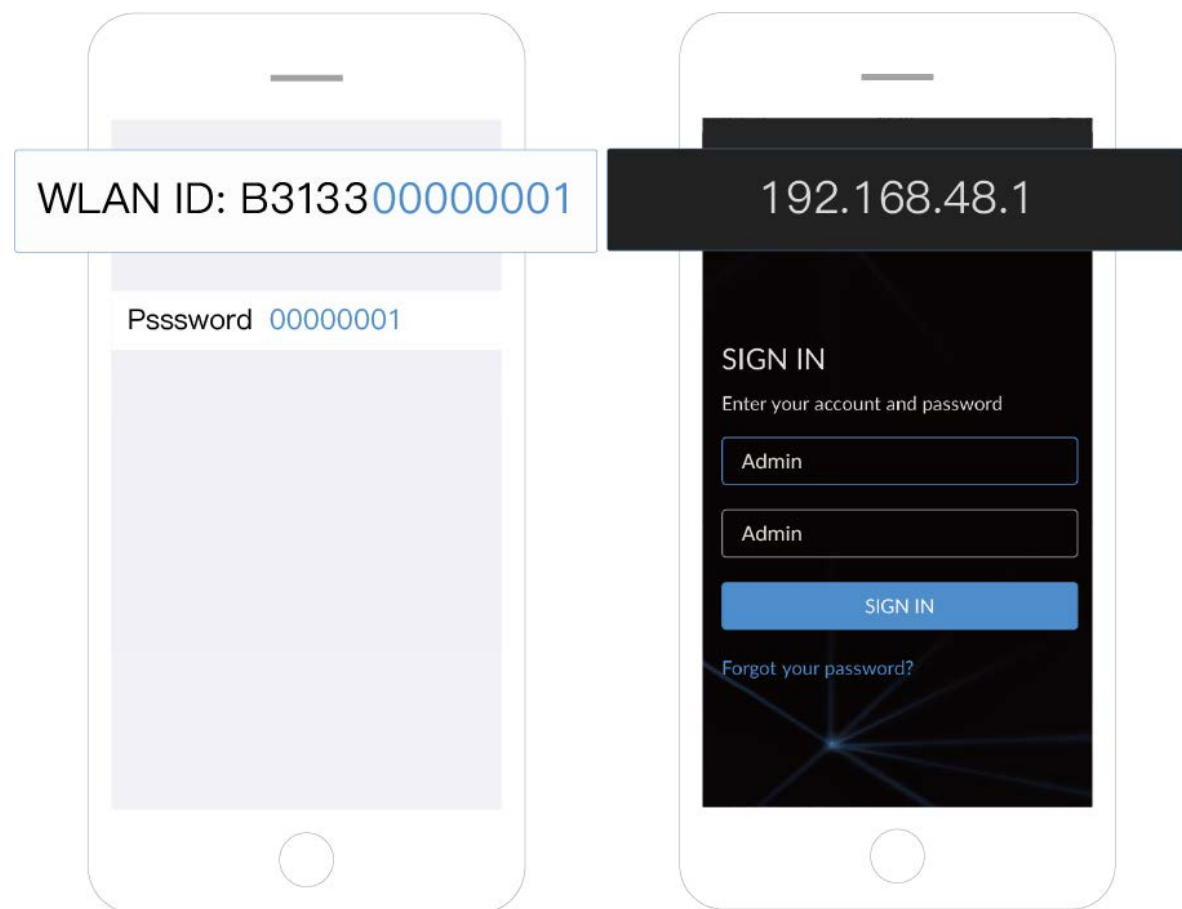 WLAN ID: B313300000001
Psssword 00000001
192.168.48.1
SIGN IN
Enter your account and password
Admin
Admin
SIGN IN
Forgot your password?